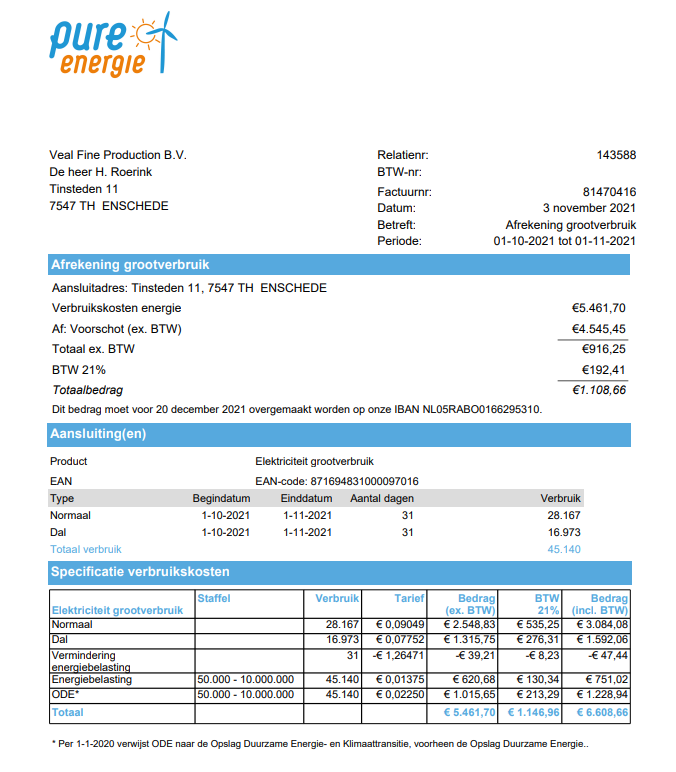 pure
energie
Veal Fine Production B.V.
De heer H. Roerink
Tinsteden 11
7547 TH ENSCHEDE
Relatienr: 143588
BTW-nr:
Factuurnr: 81470416
Datum: 3 november 2021
Betreft: Afrekening grootverbruik
Periode: 01-10-2021 tot 01-11-2021
Afrekening grootverbruik
Aansluitadres: Tinsteden 11, 7547 TH ENSCHEDE
Verbruikskosten energie €5.461,70
Af: Voorschot (ex. BTW) €4.545,45
Totaal ex. BTW €916,25
BTW 21% €192,41
Totaalbedrag €1.108,66
Dit bedrag moet voor 20 december 2021 overgemaakt worden op onze IBAN NL05RABO0166295310.
Aansluiting(en)
Product Elektriciteit grootverbruik
EAN EAN-code: 871694831000097016
Type Begindatum Einddatum Aantal dagen Verbruik
Normaal 1-10-2021 1-11-2021 31 28.167
Dal 1-10-2021 1-11-2021 31 16.973
Totaal verbruik 45.140
Specificatie verbruikskosten
Elektriciteit grootverbruik Staffel Verbruik Tarief Bedrag (ex. BTW) BTW 21% Bedrag (incl. BTW)
Normaal 28.167 € 0,09049 € 2.548,83 € 535,25 € 3.084,08
Dal 16.973 € 0,07752 € 1.315,75 € 276,31 € 1.592,06
Vermindering energiebelasting 31 -€ 1,26471 -€ 39,21 -€ 8,23 -€ 47,44
Energiebelasting 50.000 - 10.000.000 45.140 € 0,01375 € 620,68 € 130,34 € 751,02
ODE* 50.000 - 10.000.000 45.140 € 0,02250 € 1.015,65 € 213,29 € 1.228,94
Totaal € 5.461,70 € 1.146,96 € 6.608,66
* Per 1-1-2020 verwijst ODE naar de Opslag Duurzame Energie- en Klimaattransitie, voorheen de Opslag Duurzame Energie..